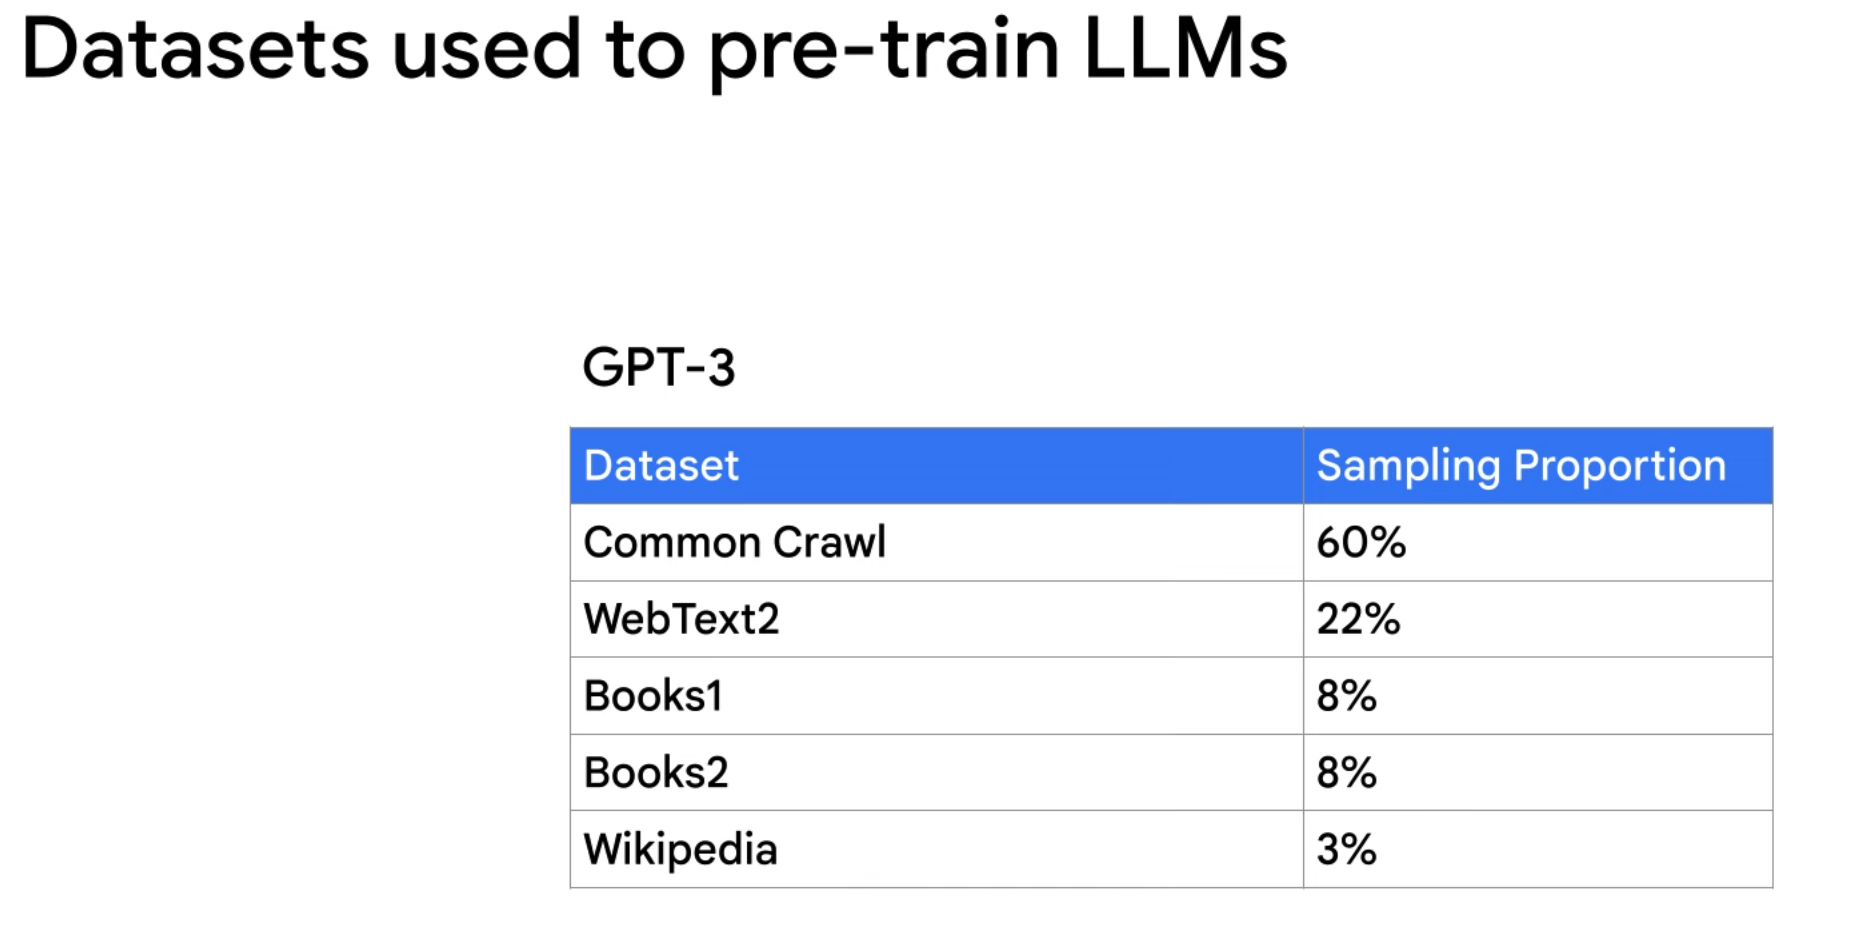 Datasets used to pre-train LLMs
GPT-3
Dataset Sampling Proportion
Common Crawl 60%
WebText2 22%
Books1 8%
Books2 8%
Wikipedia 3%